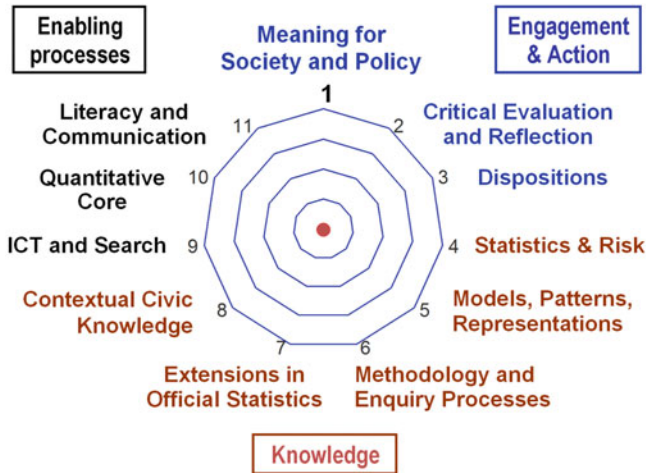 Enabling
processes
Meaning for
Society and Policy
Engagement
& Action
1
Literacy and
Communication
11
2
Critical Evaluation
and Reflection
Quantitative
Core
10
3
Dispositions
ICT and Search
9
4
Statistics & Risk
Contextual Civic
Knowledge
8
5
Models, Patterns,
Representations
7
6
Extensions in
Official Statistics
Methodology and
Enquiry Processes
Knowledge